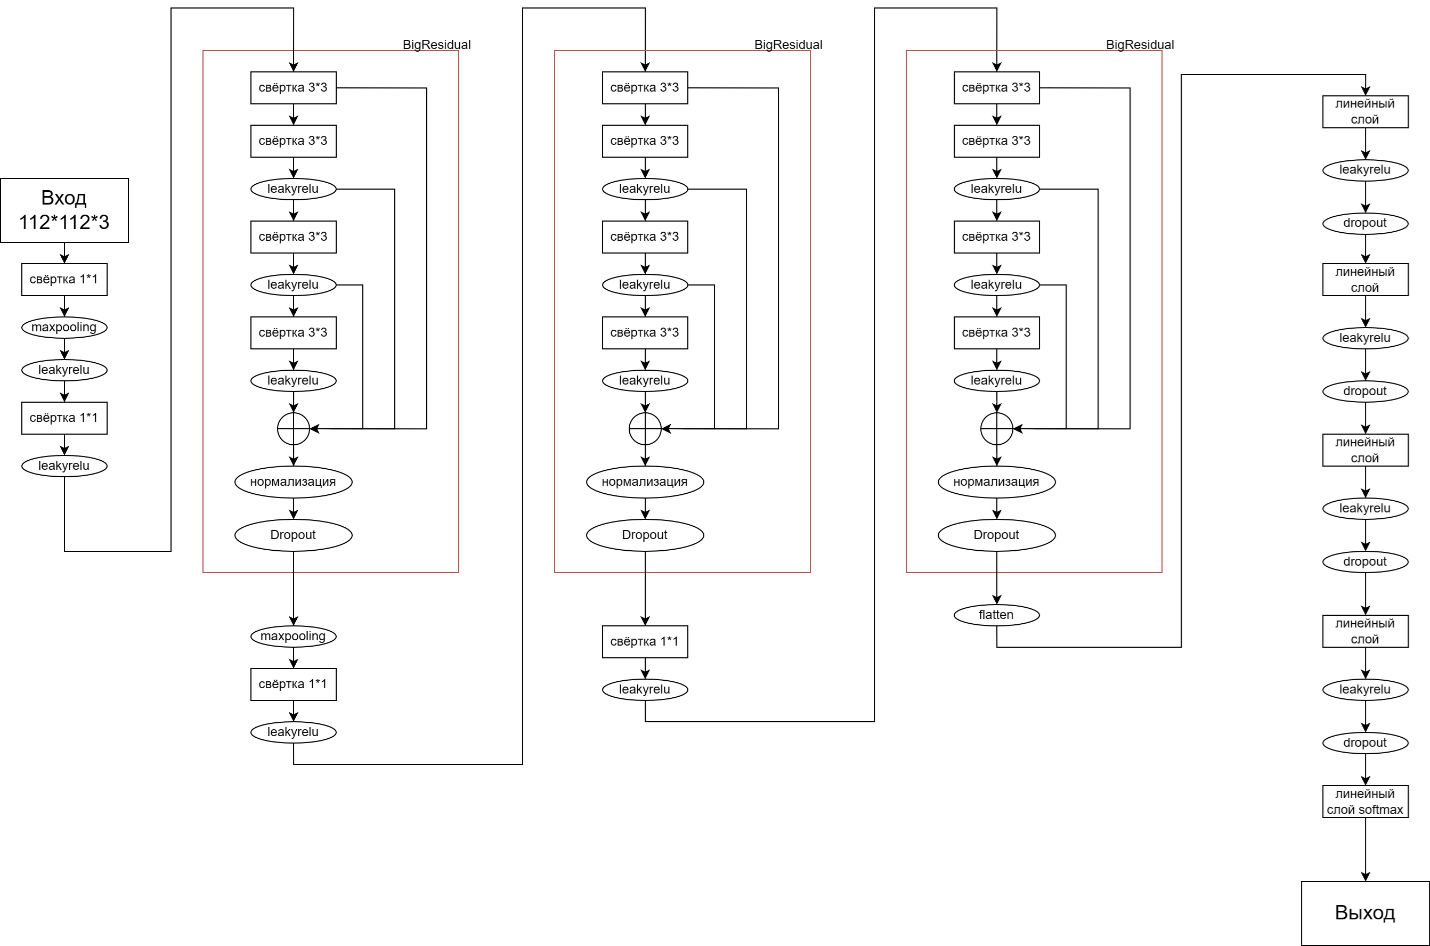 Вход
112*112*3
свёртка 1*1
maxpooling
leakyrelu
свёртка 1*1
leakyrelu
BigResidual
свёртка 3*3
свёртка 3*3
leakyrelu
свёртка 3*3
leakyrelu
свёртка 3*3
leakyrelu
нормализация
Dropout
maxpooling
свёртка 1*1
leakyrelu
BigResidual
свёртка 3*3
свёртка 3*3
leakyrelu
свёртка 3*3
leakyrelu
свёртка 3*3
leakyrelu
нормализация
Dropout
свёртка 1*1
leakyrelu
BigResidual
свёртка 3*3
свёртка 3*3
leakyrelu
свёртка 3*3
leakyrelu
свёртка 3*3
leakyrelu
нормализация
Dropout
flatten
линейный
слой
leakyrelu
dropout
линейный
слой
leakyrelu
dropout
линейный
слой
leakyrelu
dropout
линейный
слой
leakyrelu
dropout
линейный
слой softmax
Выход